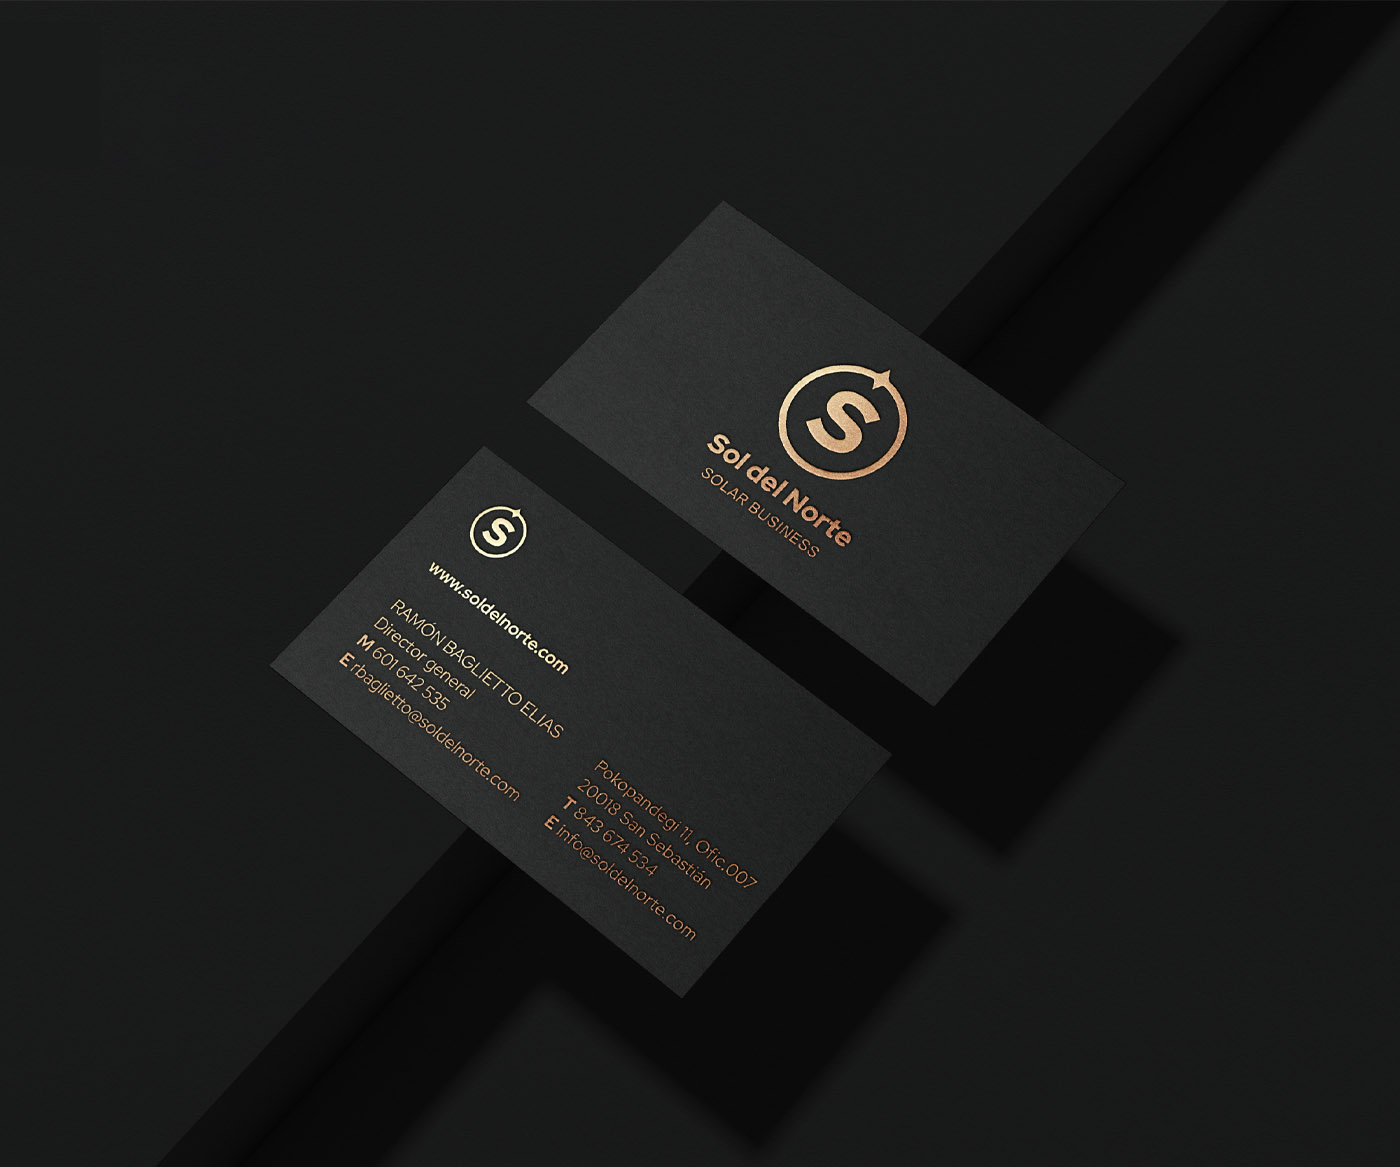 S
Sol del Norte
SOLAR BUSINESS
S
www.soldelnorte.com
RAMÓN BAGLIETTO ELIAS
Director general
M 601 642 535
E rbaglietto@soldelnorte.com
Pokopandegi 11, Ofic.007
20018 San Sebastián
T 843 674 534
E info@soldelnorte.com